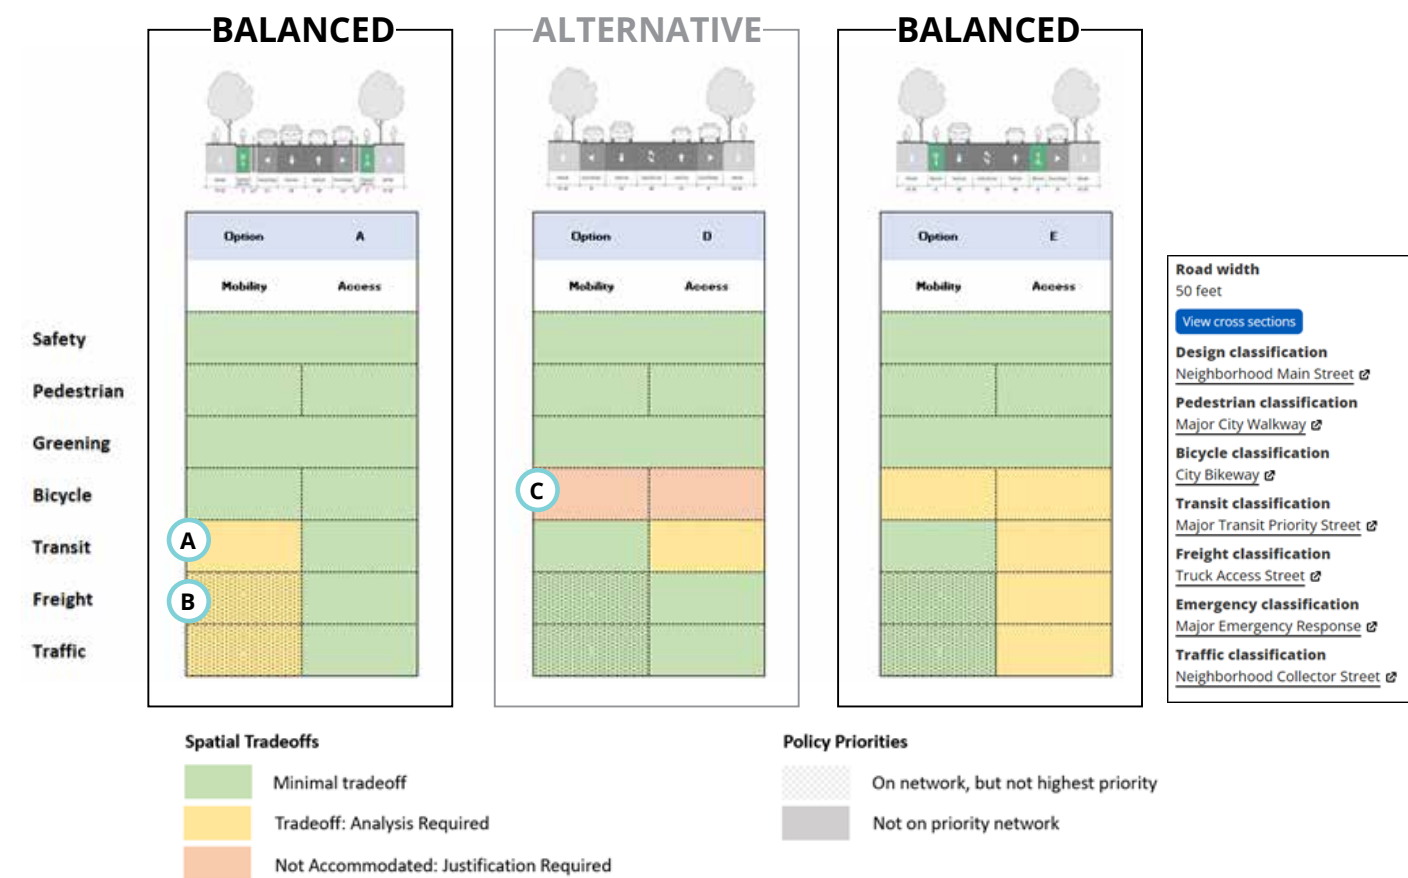 BALANCED
ALTERNATIVE
BALANCED
Option A
Mobility Access
Option D
Mobility Access
Option E
Mobility Access
Safety
Pedestrian
Greening
Bicycle
Transit
Freight
Traffic
A
B
C
Road width
50 feet
View cross sections
Design classification
Neighborhood Main Street
Pedestrian classification
Major City Walkway
Bicycle classification
City Bikeway
Transit classification
Major Transit Priority Street
Freight classification
Truck Access Street
Emergency classification
Major Emergency Response
Traffic classification
Neighborhood Collector Street
Spatial Tradeoffs
Minimal tradeoff
Tradeoff: Analysis Required
Not Accommodated: Justification Required
Policy Priorities
On network, but not highest priority
Not on priority network